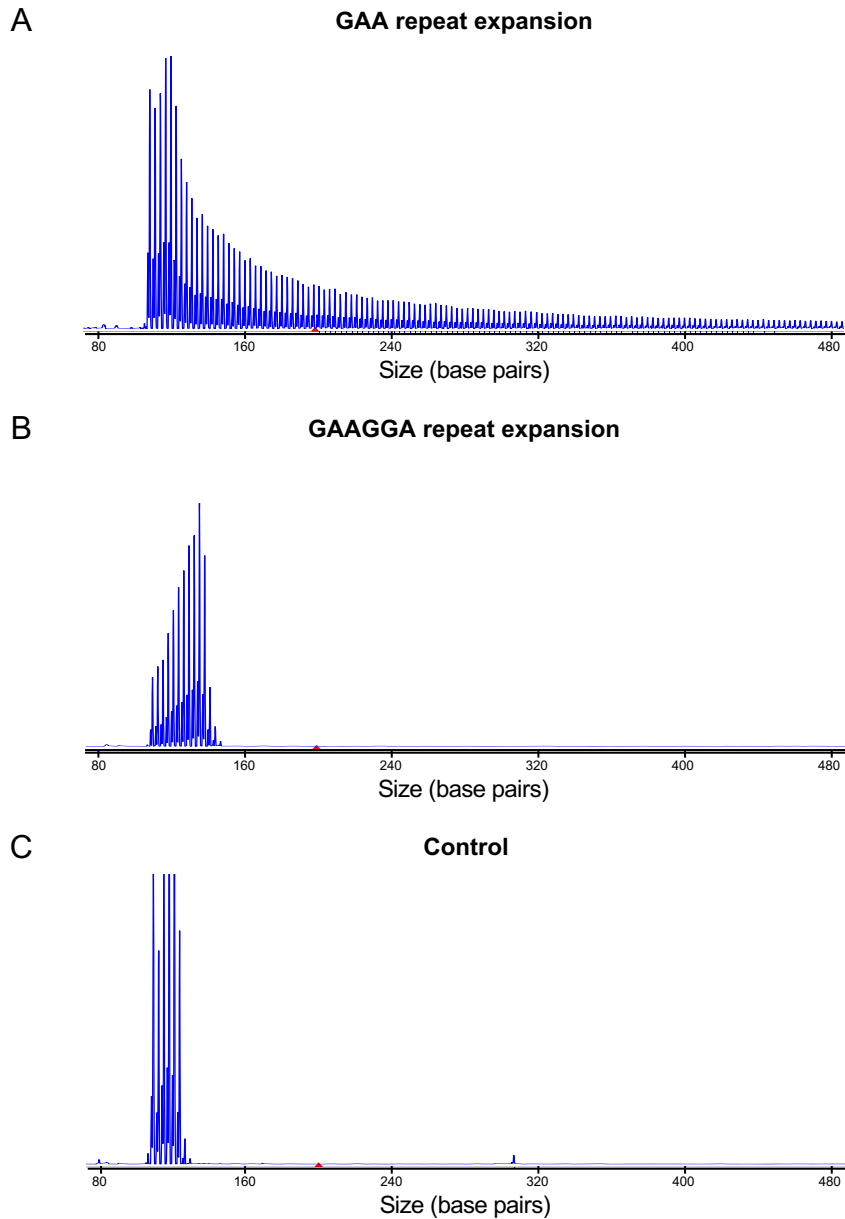 A
GAA repeat expansion
80 160 240 320 400 480
Size (base pairs)
B
GAAGGA repeat expansion
80 160 240 320 400 480
Size (base pairs)
C
Control
80 160 240 320 400 480
Size (base pairs)